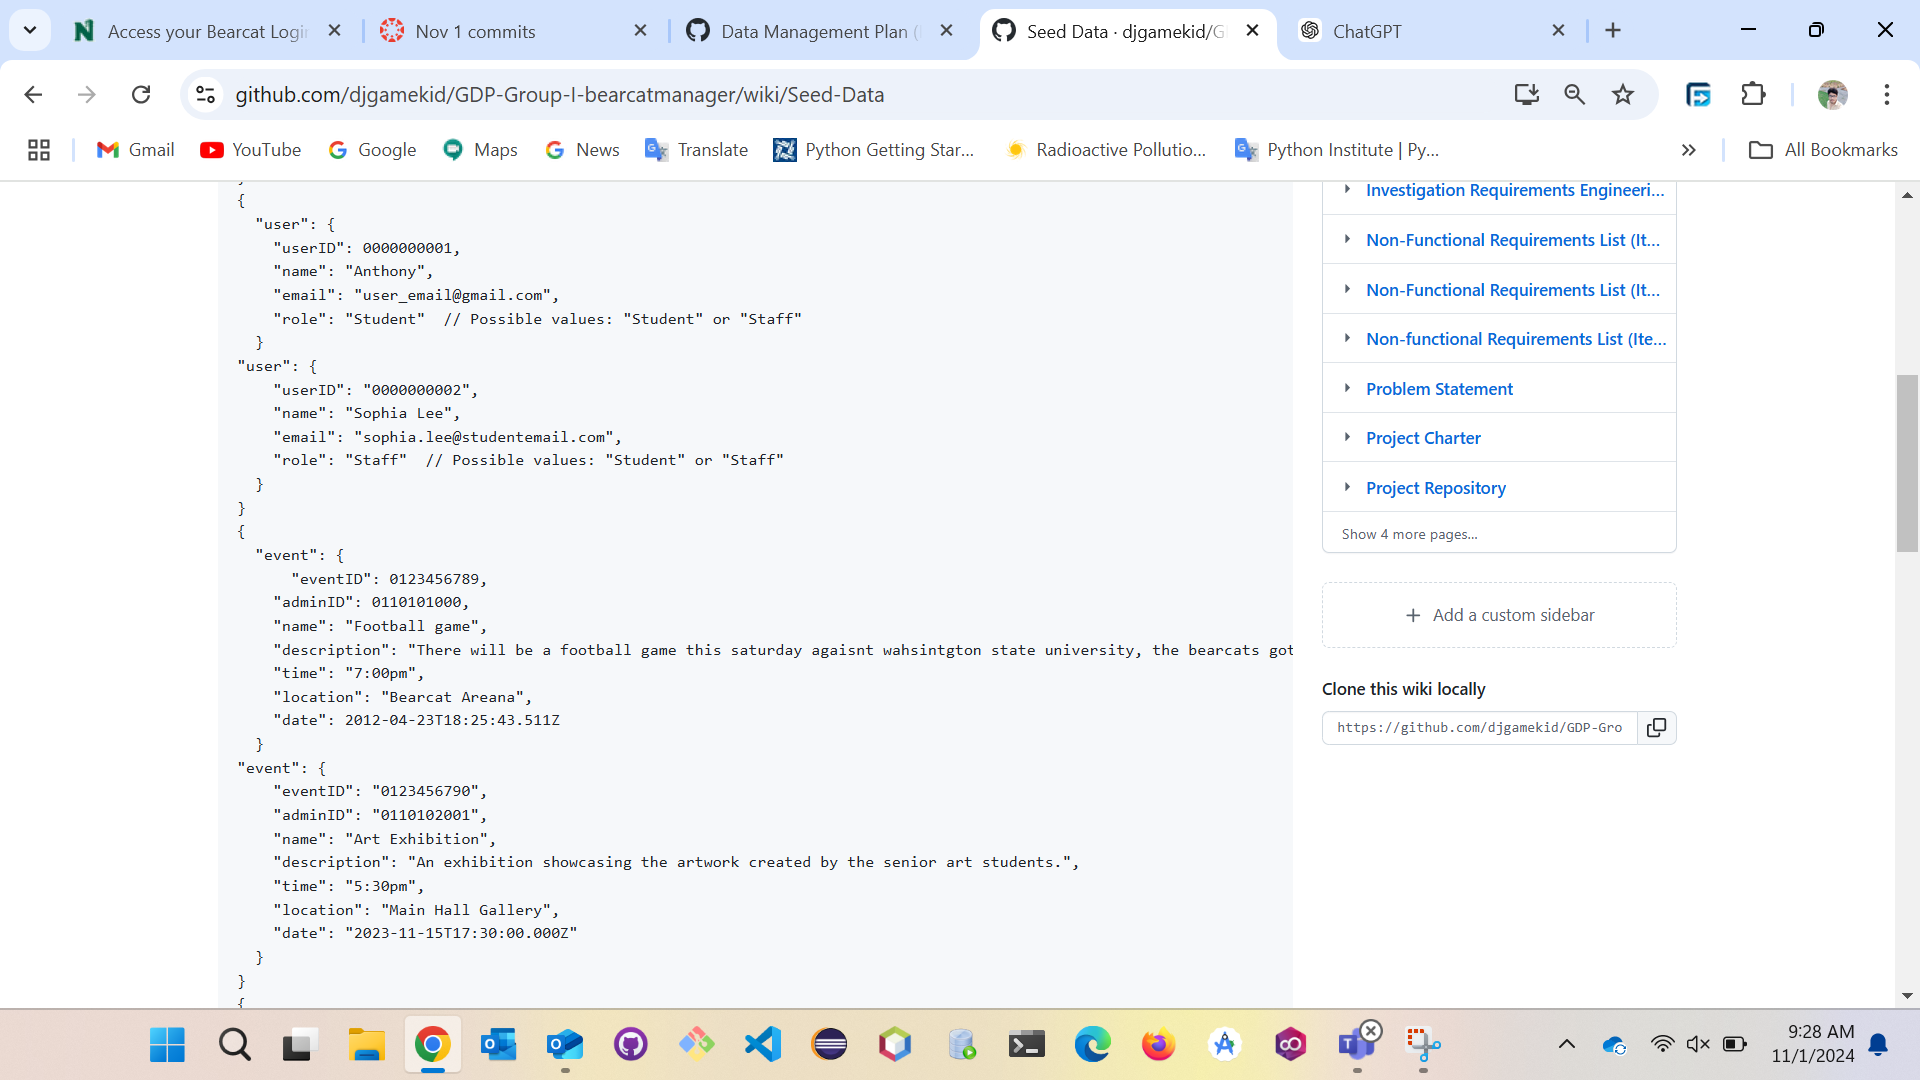 Access your Bearcat Login
Nov 1 commits
Data Management Plan (
Seed Data · djgamekid/G
ChatGPT
github.com/djgamekid/GDP-Group-I-bearcatmanager/wiki/Seed-Data
Gmail
YouTube
Google
Maps
News
Translate
Python Getting Star...
Radioactive Pollutio...
Python Institute | Py...
All Bookmarks
{
"user": {
"userID": 0000000001,
"name": "Anthony",
"email": "user_email@gmail.com",
"role": "Student" // Possible values: "Student" or "Staff"
}
"user": {
"userID": "0000000002",
"name": "Sophia Lee",
"email": "sophia.lee@studentemail.com",
"role": "Staff" // Possible values: "Student" or "Staff"
}
}
{
"event": {
"eventID": 0123456789,
"adminID": 0110101000,
"name": "Football game",
"description": "There will be a football game this saturday agaisnt wahsintgton state university, the bearcats got
"time": "7:00pm",
"location": "Bearcat Areana",
"date": 2012-04-23T18:25:43.511Z
}
"event": {
"eventID": "0123456790",
"adminID": "0110102001",
"name": "Art Exhibition",
"description": "An exhibition showcasing the artwork created by the senior art students.",
"time": "5:30pm",
"location": "Main Hall Gallery",
"date": "2023-11-15T17:30:00.000Z"
}
}
{
Investigation Requirements Engineeri...
Non-Functional Requirements List (It...
Non-Functional Requirements List (It...
Non-functional Requirements List (Ite...
Problem Statement
Project Charter
Project Repository
Show 4 more pages...
+ Add a custom sidebar
Clone this wiki locally
https://github.com/djgamekid/GDP-Gro
9:28 AM
11/1/2024